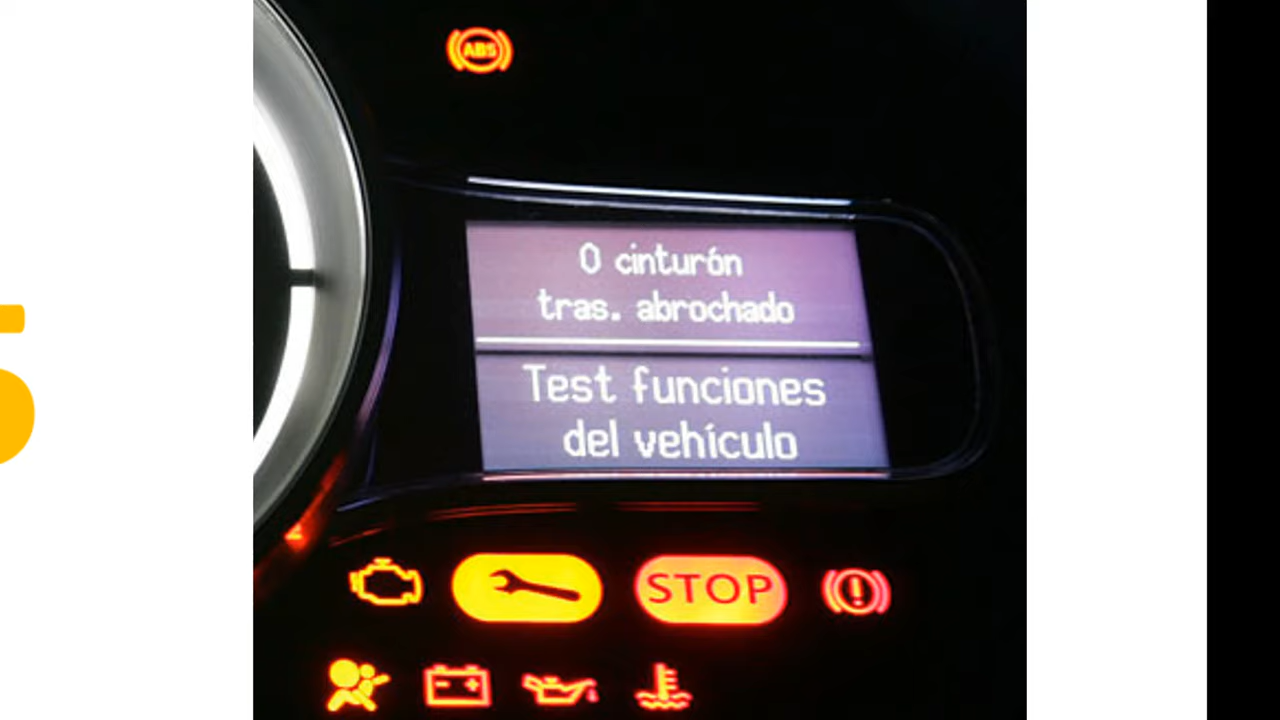 ABS
0 cinturón
tras. abrochado
Test funciones
del vehículo
STOP